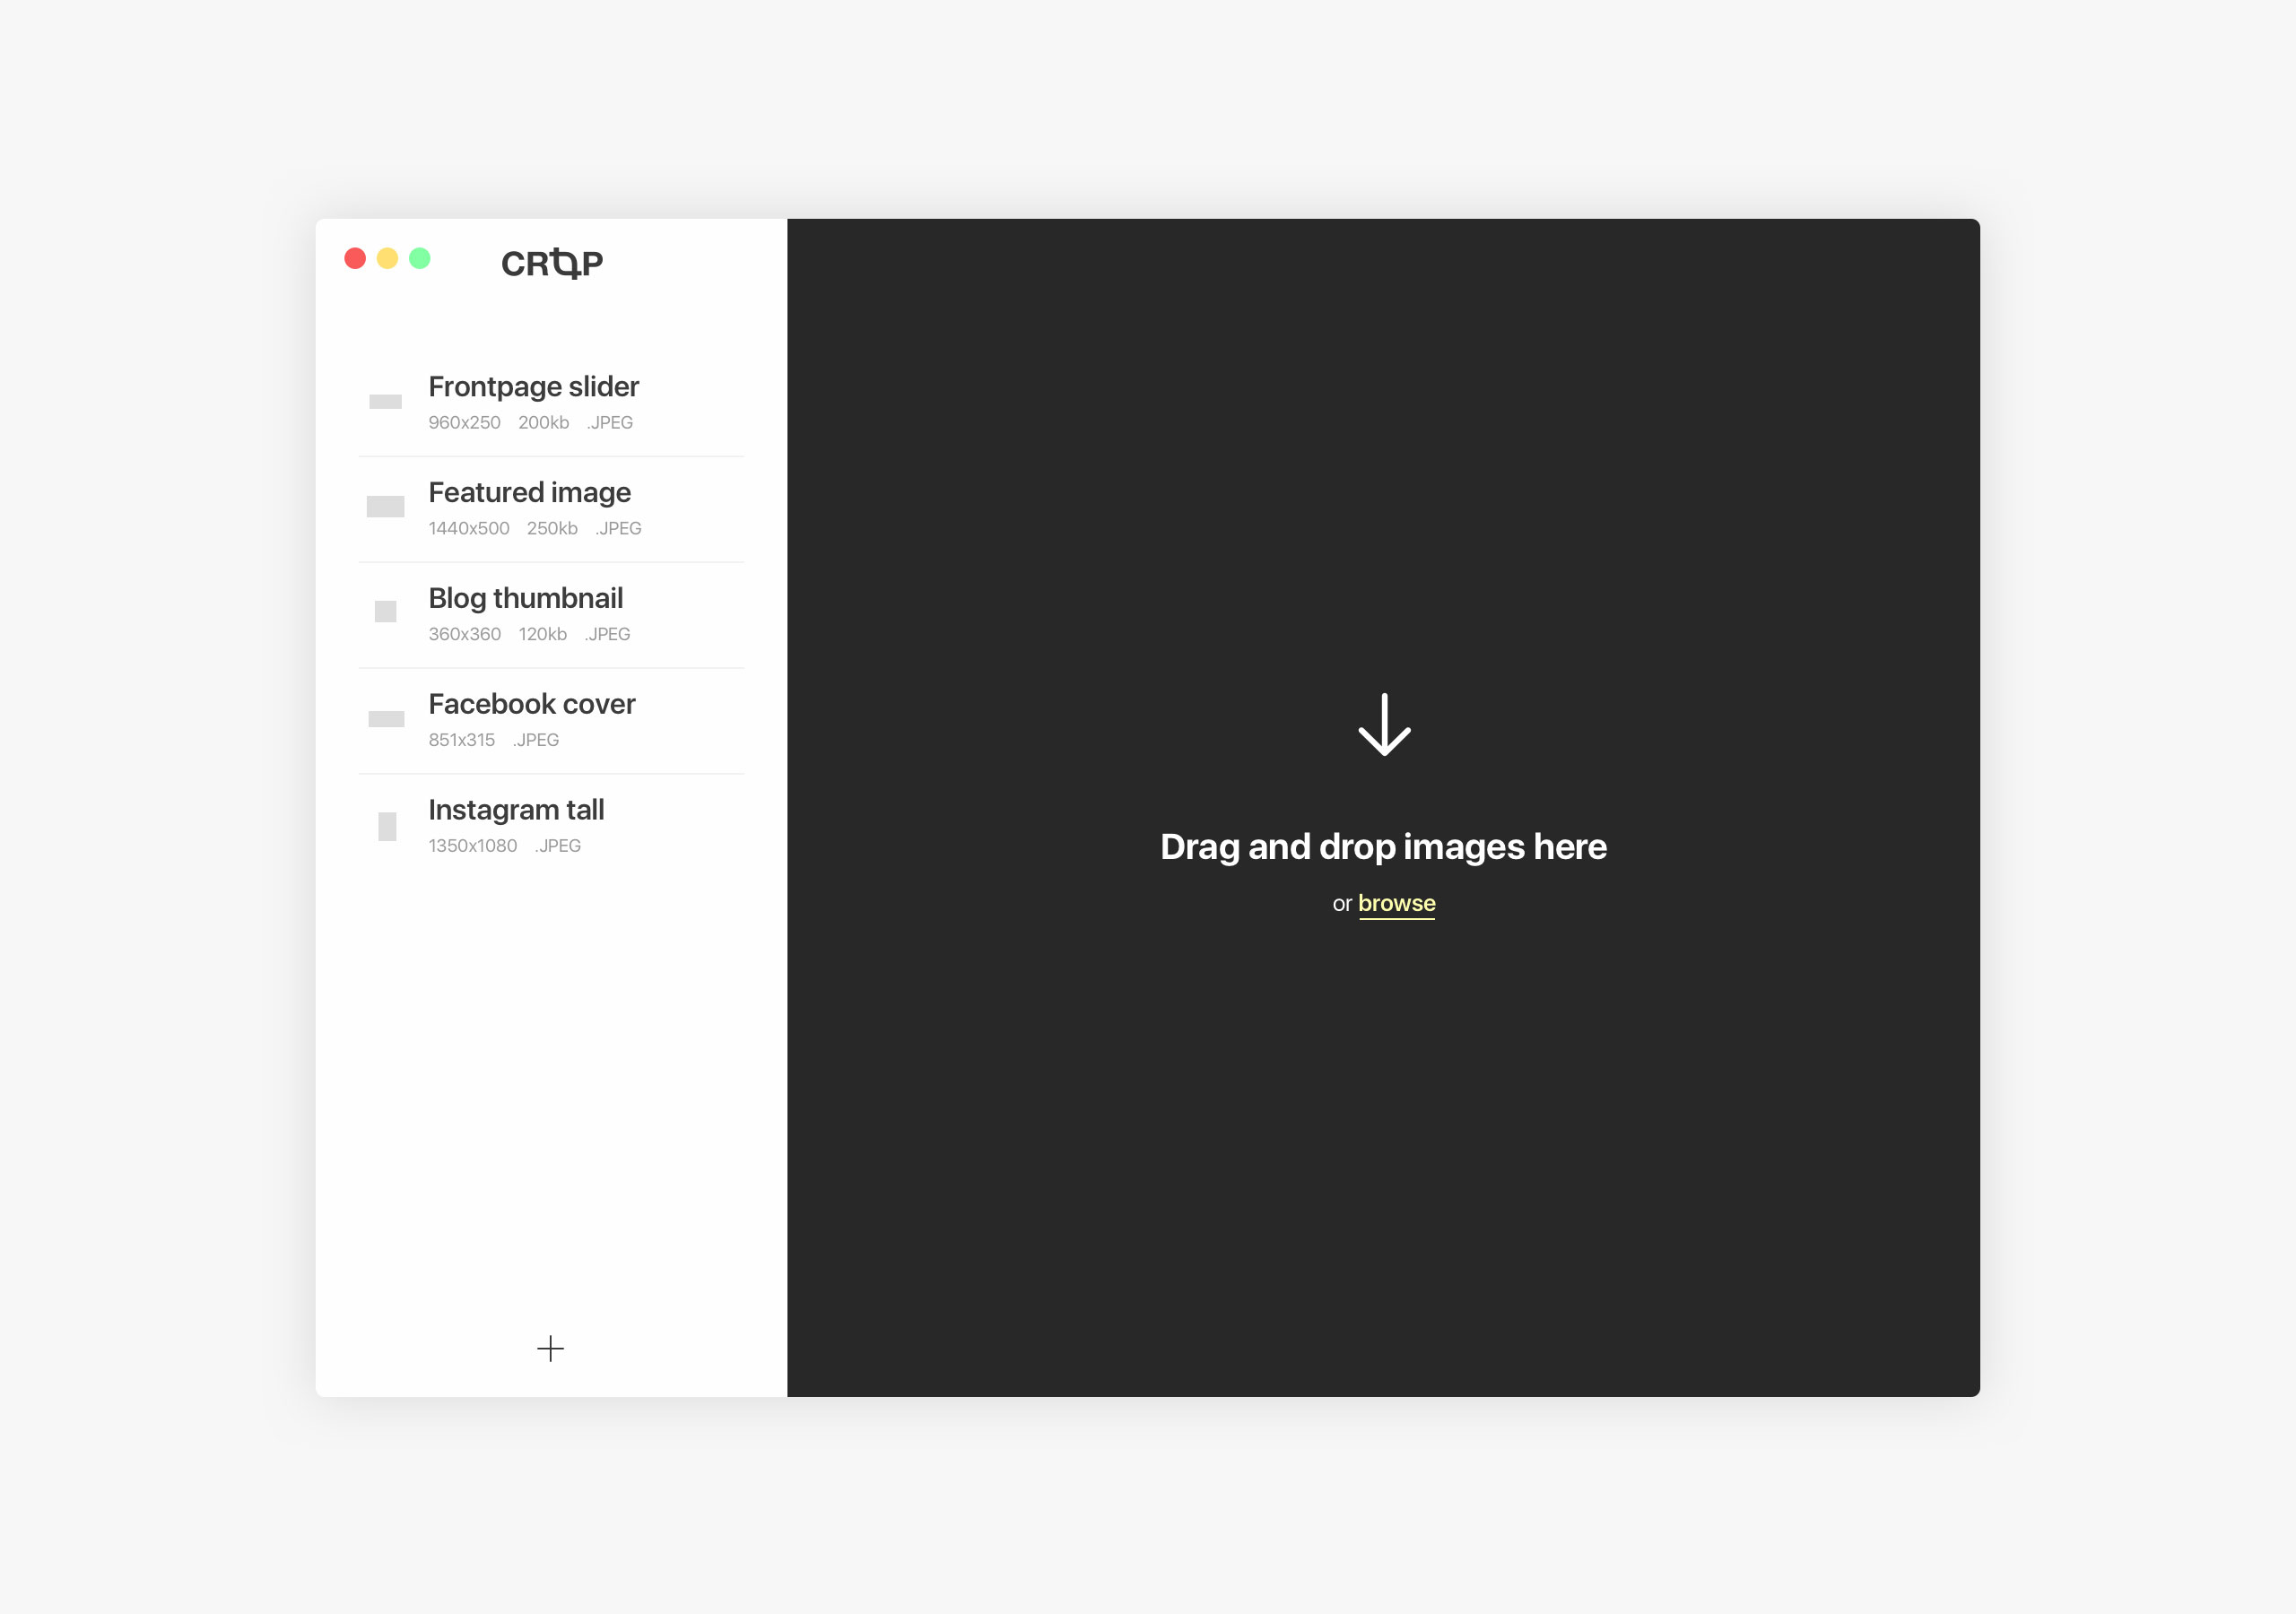 CROP
Frontpage slider
960x250 200kb .JPEG
Featured image
1440x500 250kb .JPEG
Blog thumbnail
360x360 120kb .JPEG
Facebook cover
851x315 .JPEG
Instagram tall
1350x1080 .JPEG
Drag and drop images here
or browse